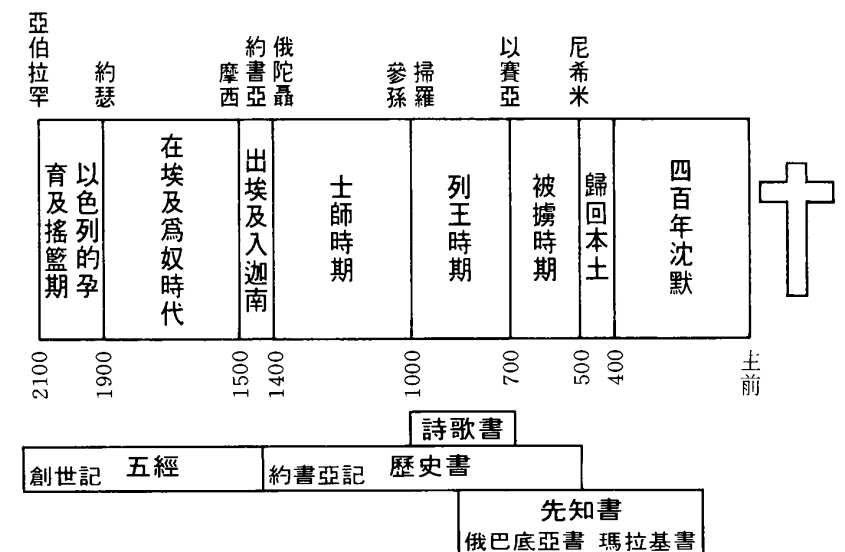 亞伯拉罕
約瑟
摩西
約書亞
俄陀聶
參孫
掃羅
以賽亞
尼希米
以色列的孕
育及搖籃期
在埃及爲奴時代
出埃及入迦南
士師時期
列王時期
被擄時期
歸回本土
四百年沈默
2100
1900
1500
1400
1000
700
500
400
主前
詩歌書
創世記 五經
約書亞記 歷史書
先知書
俄巴底亞書 瑪拉基書